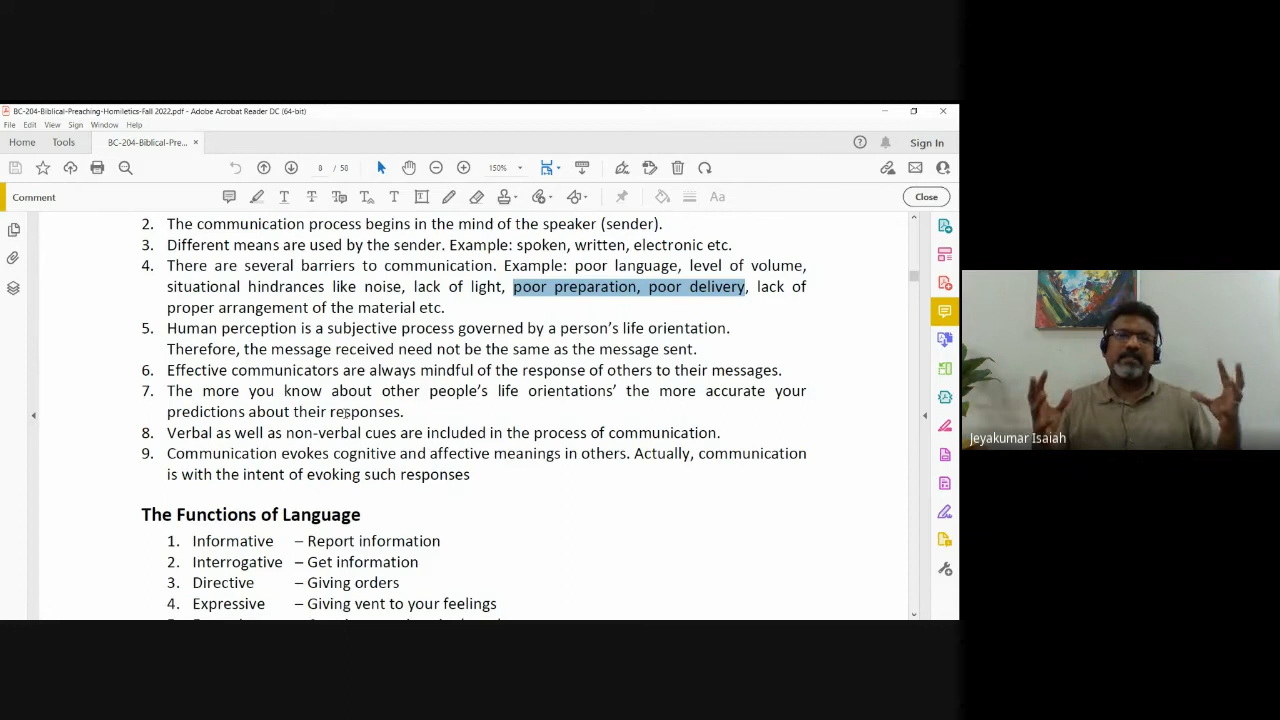 BC-204-Biblical-Preaching-Homiletics-Fall 2022.pdf - Adobe Acrobat Reader DC (64-bit)
File Edit View Sign Window Help
Home Tools BC-204-Biblical-Pre... × Sign In
8 / 58 150%
Comment Aa Close
2. The communication process begins in the mind of the speaker (sender).
3. Different means are used by the sender. Example: spoken, written, electronic etc.
4. There are several barriers to communication. Example: poor language, level of volume,
situational hindrances like noise, lack of light, poor preparation, poor delivery, lack of
proper arrangement of the material etc.
5. Human perception is a subjective process governed by a person's life orientation.
Therefore, the message received need not be the same as the message sent.
6. Effective communicators are always mindful of the response of others to their messages.
7. The more you know about other people's life orientations' the more accurate your
predictions about their responses.
8. Verbal as well as non-verbal cues are included in the process of communication.
9. Communication evokes cognitive and affective meanings in others. Actually, communication
is with the intent of evoking such responses
The Functions of Language
1. Informative – Report information
2. Interrogative – Get information
3. Directive – Giving orders
4. Expressive – Giving vent to your feelings
Jeyakumar Isaiah